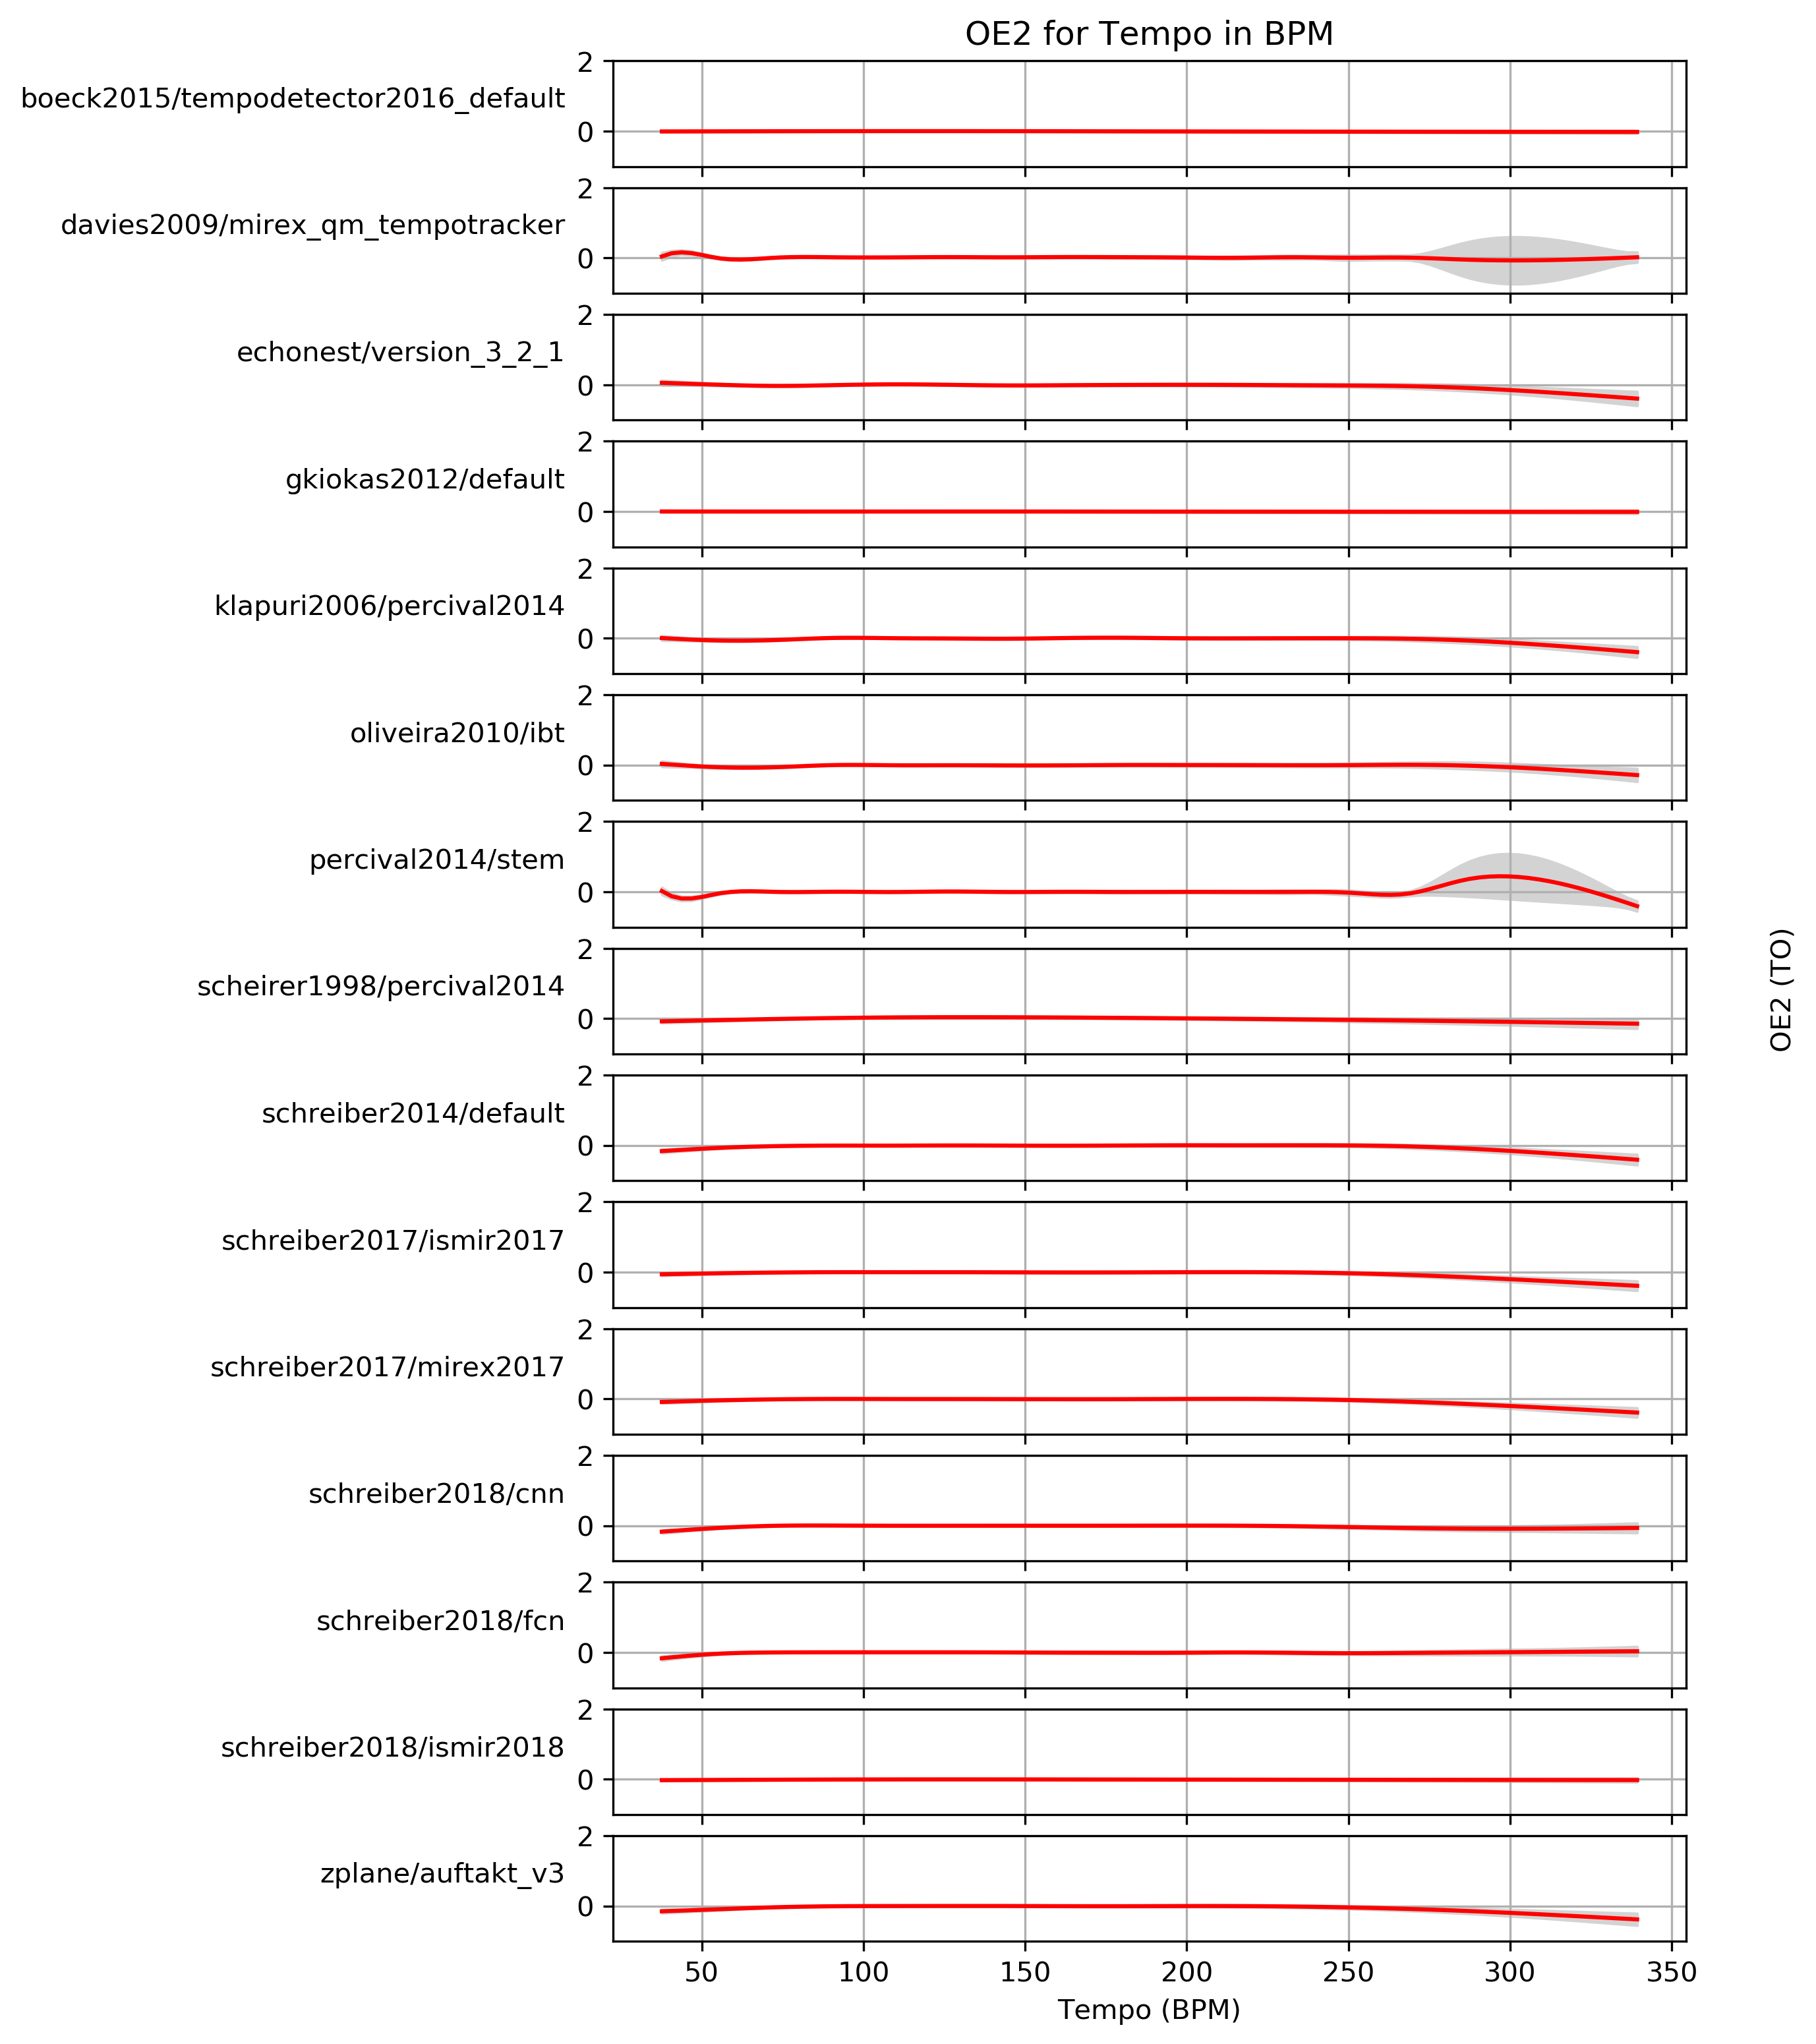 OE2 for Tempo in BPM
2
boeck2015/tempodetector2016_default
0
2
davies2009/mirex_qm_tempotracker
0
2
echonest/version_3_2_1
0
2
gkiokas2012/default
0
2
klapuri2006/percival2014
0
2
oliveira2010/ibt
0
2
percival2014/stem
0
OE2 (TO)
2
scheirer1998/percival2014
0
2
schreiber2014/default
0
2
schreiber2017/ismir2017
0
2
schreiber2017/mirex2017
0
2
schreiber2018/cnn
0
2
schreiber2018/fcn
0
2
schreiber2018/ismir2018
0
2
zplane/auftakt_v3
0
50 100 150 200 250 300 350
Tempo (BPM)